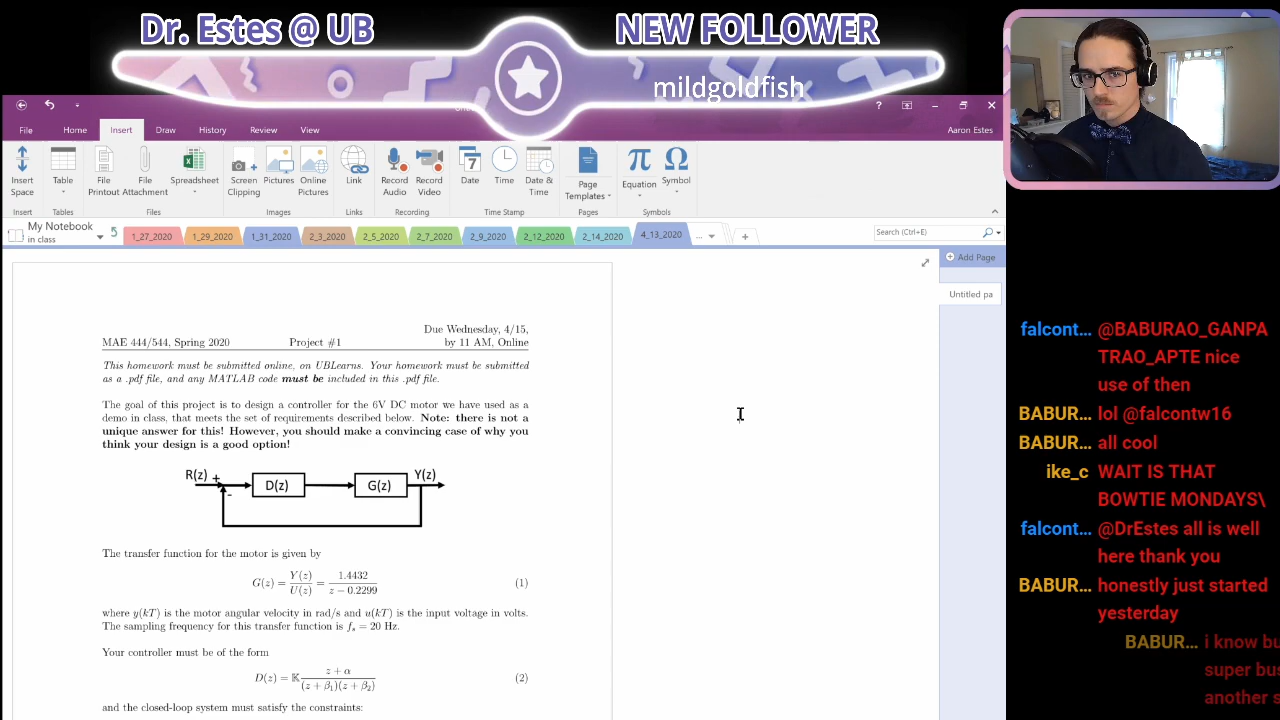 Dr. Estes @ UB
NEW FOLLOWER
mildgoldfish
File Home Insert Draw History Review View
Aaron Estes
Insert Space
Table
File Printout
File Attachment
Spreadsheet
Screen Clipping
Pictures
Online Pictures
Link
Record Audio
Record Video
Date
Time
Date & Time
Page Templates
Equation
Symbol
Insert Tables Files Images Links Recording Time Stamp Pages Symbols
My Notebook
in class
1_27_2020 1_29_2020 1_31_2020 2_3_2020 2_5_2020 2_7_2020 2_9_2020 2_12_2020 2_14_2020 4_13_2020 ...
Search (Ctrl+E)
Add Page
Untitled pa
Due Wednesday, 4/15,
MAE 444/544, Spring 2020 Project #1 by 11 AM, Online
This homework must be submitted online, on UBLearns. Your homework must be submitted
as a .pdf file, and any MATLAB code must be included in this .pdf file.
The goal of this project is to design a controller for the 6V DC motor we have used as a
demo in class, that meets the set of requirements described below. Note: there is not a
unique answer for this! However, you should make a convincing case of why you
think your design is a good option!
R(z) + - D(z) G(z) Y(z)
The transfer function for the motor is given by
G(z) = Y(z)/U(z) = 1.4432/(z − 0.2299) (1)
where y(kT) is the motor angular velocity in rad/s and u(kT) is the input voltage in volts.
The sampling frequency for this transfer function is fs = 20 Hz.
Your controller must be of the form
D(z) = 𝕂 (z + α)/((z + β1)(z + β2)) (2)
and the closed-loop system must satisfy the constraints:
falcont... @BABURAO_GANPA
TRAO_APTE nice
use of then
BABUR... lol @falcontw16
BABUR... all cool
ike_c WAIT IS THAT
BOWTIE MONDAYS\
falcont... @DrEstes all is well
here thank you
BABUR... honestly just started
yesterday
BABUR... i know bu
super bus
another s